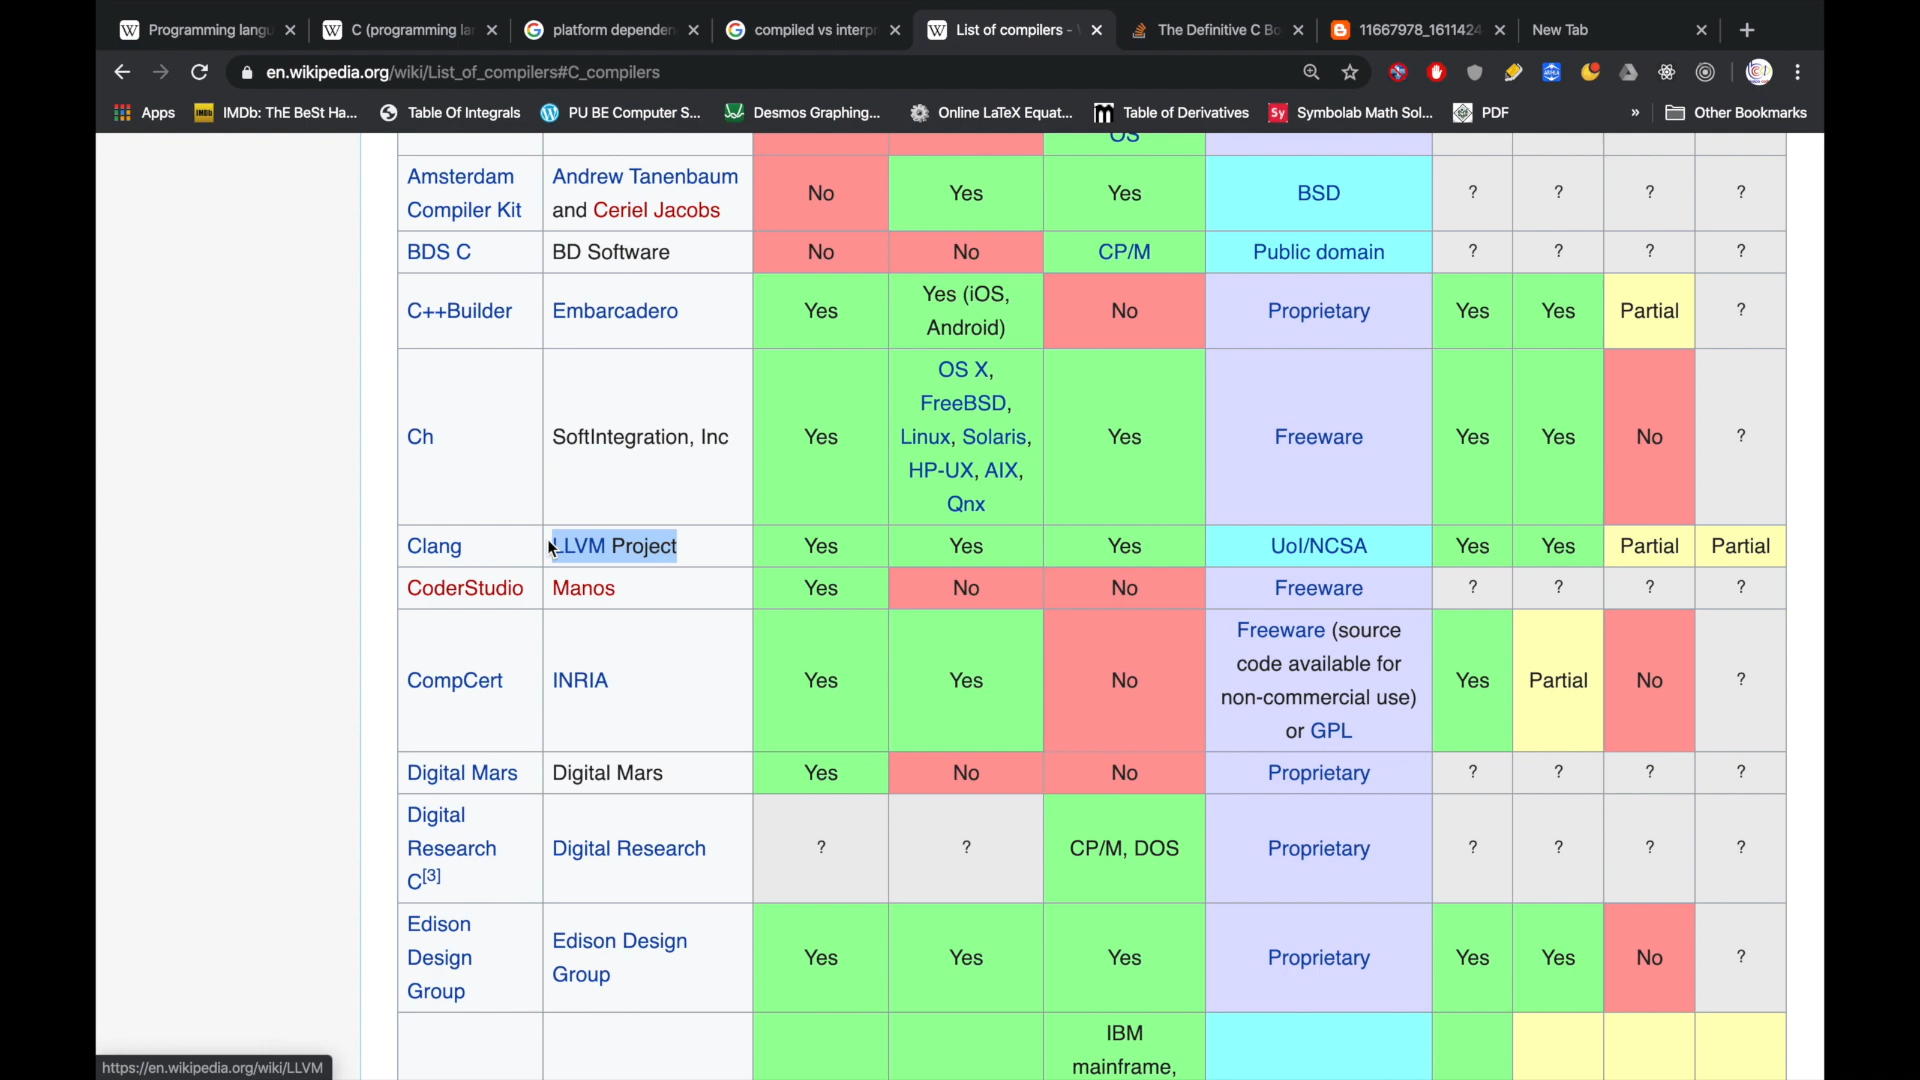 Programming langu
C (programming lan
platform dependen
compiled vs interpr
List of compilers -
The Definitive C Bo
11667978_1611424
New Tab
en.wikipedia.org/wiki/List_of_compilers#C_compilers
Apps
IMDb: ThE BeSt Ha...
Table Of Integrals
PU BE Computer S...
Desmos Graphing...
Online LaTeX Equat...
Table of Derivatives
Symbolab Math Sol...
PDF
»
Other Bookmarks
OS
Amsterdam
Compiler Kit
Andrew Tanenbaum
and Ceriel Jacobs
No
Yes
Yes
BSD
?
?
?
?
BDS C
BD Software
No
No
CP/M
Public domain
?
?
?
?
C++Builder
Embarcadero
Yes
Yes (iOS,
Android)
No
Proprietary
Yes
Yes
Partial
?
Ch
SoftIntegration, Inc
Yes
OS X,
FreeBSD,
Linux, Solaris,
HP-UX, AIX,
Qnx
Yes
Freeware
Yes
Yes
No
?
Clang
LLVM Project
Yes
Yes
Yes
UoI/NCSA
Yes
Yes
Partial
Partial
CoderStudio
Manos
Yes
No
No
Freeware
?
?
?
?
CompCert
INRIA
Yes
Yes
No
Freeware (source
code available for
non-commercial use)
or GPL
Yes
Partial
No
?
Digital Mars
Digital Mars
Yes
No
No
Proprietary
?
?
?
?
Digital
Research
C[3]
Digital Research
?
?
CP/M, DOS
Proprietary
?
?
?
?
Edison
Design
Group
Edison Design
Group
Yes
Yes
Yes
Proprietary
Yes
Yes
No
?
IBM
mainframe,
https://en.wikipedia.org/wiki/LLVM